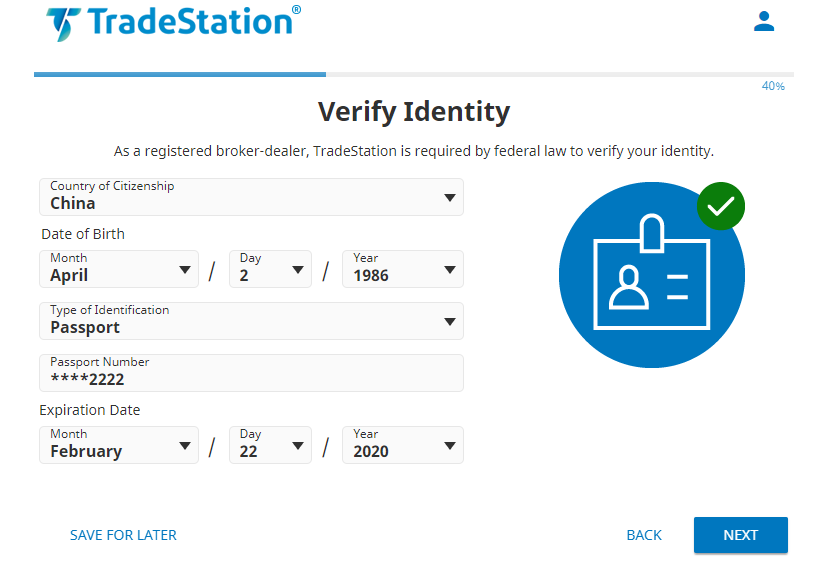 TradeStation®
40%
Verify Identity
As a registered broker-dealer, TradeStation is required by federal law to verify your identity.
Country of Citizenship
China
Date of Birth
Month
April
/
Day
2
/
Year
1986
Type of Identification
Passport
Passport Number
****2222
Expiration Date
Month
February
/
Day
22
/
Year
2020
SAVE FOR LATER
BACK
NEXT